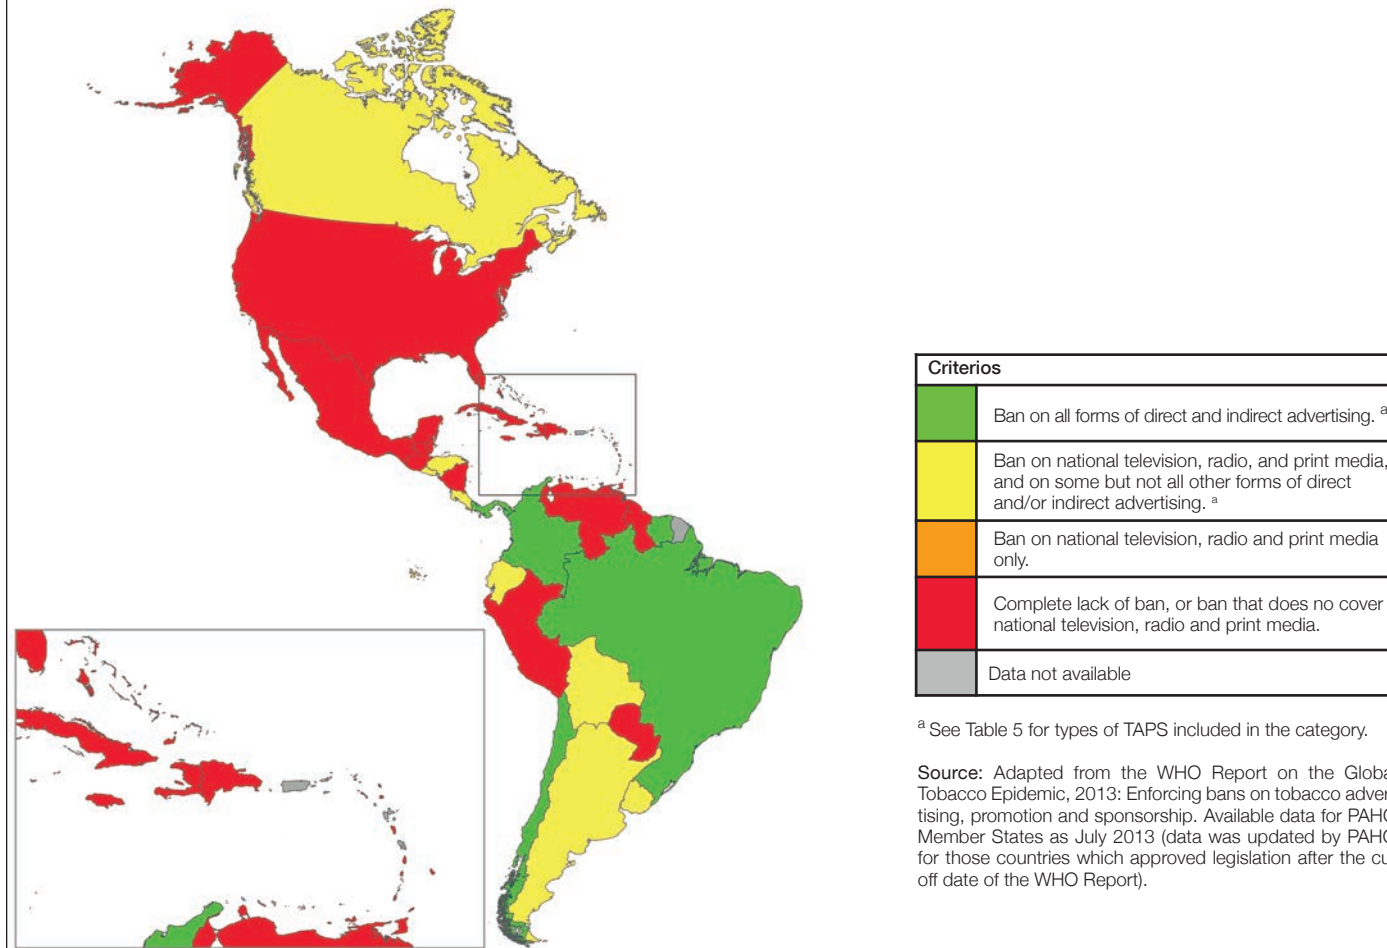 Criterios
Ban on all forms of direct and indirect advertising. a
Ban on national television, radio, and print media,
and on some but not all other forms of direct
and/or indirect advertising. a
Ban on national television, radio and print media
only.
Complete lack of ban, or ban that does no cover
national television, radio and print media.
Data not available
a See Table 5 for types of TAPS included in the category.
Source: Adapted from the WHO Report on the Globa
Tobacco Epidemic, 2013: Enforcing bans on tobacco adver
tising, promotion and sponsorship. Available data for PAHO
Member States as July 2013 (data was updated by PAHO
for those countries which approved legislation after the cu
off date of the WHO Report).